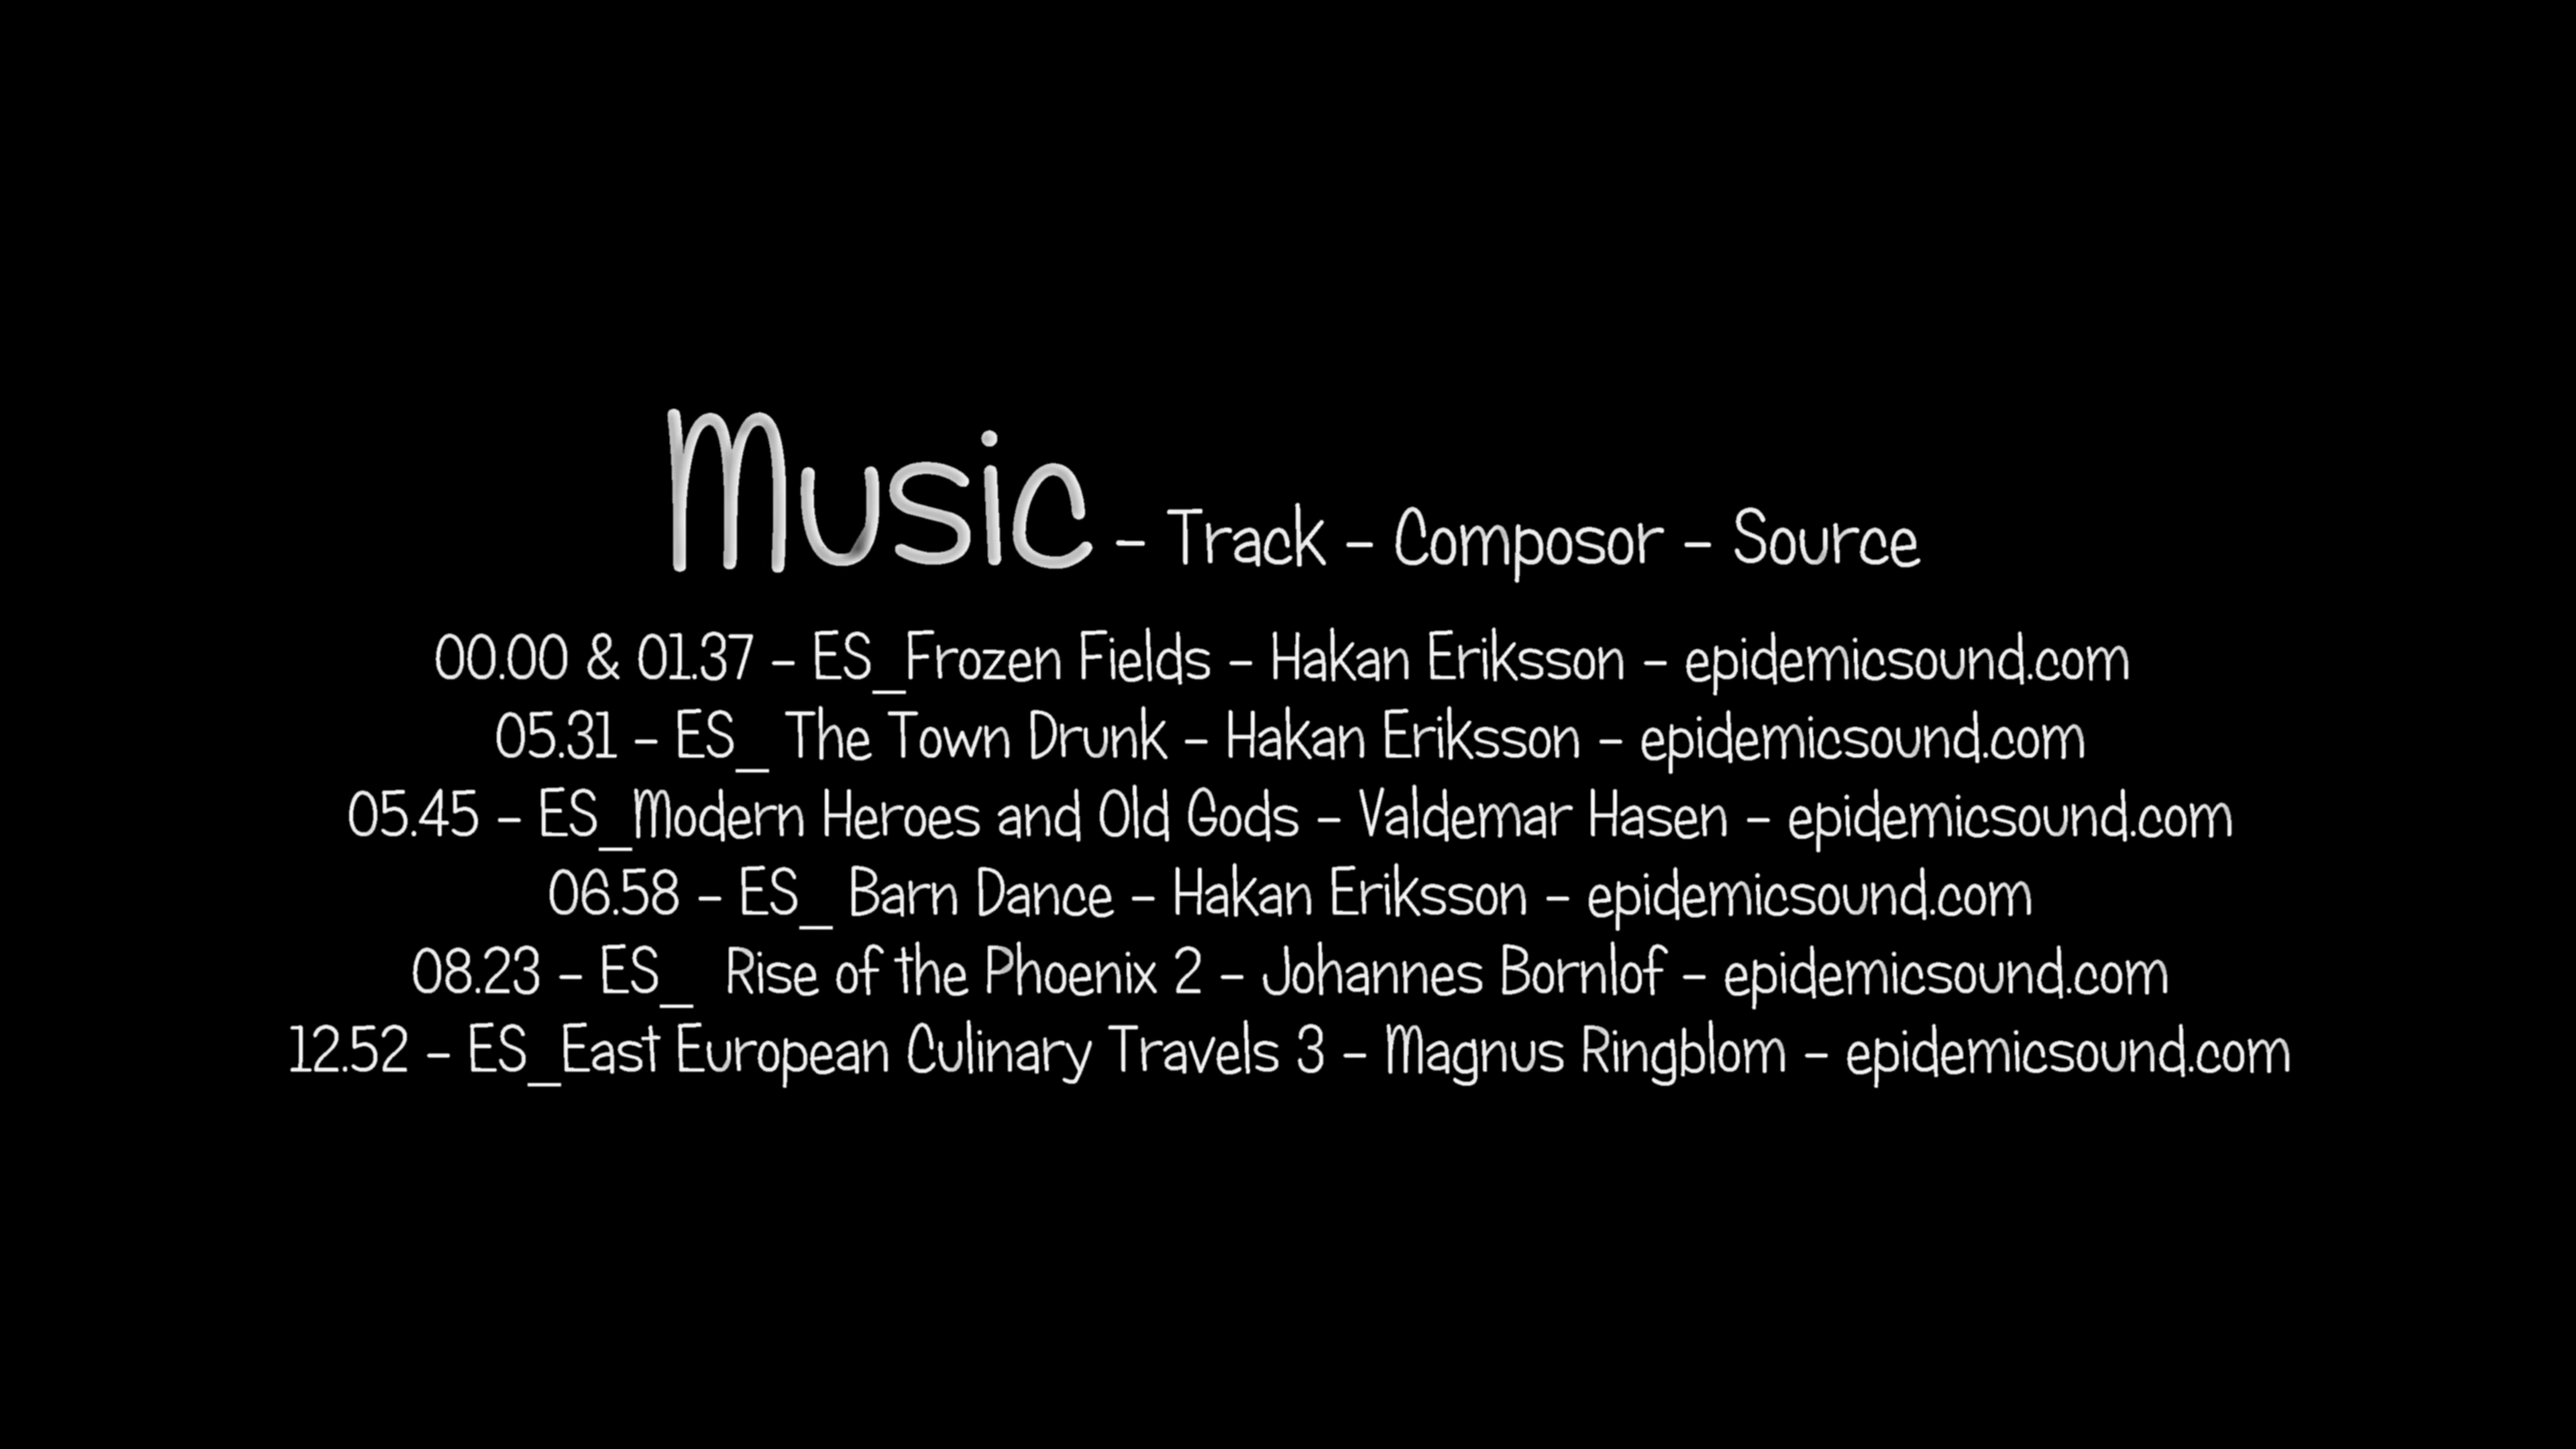 Music - Track - Composor - Source
00.00 & 01.37 - ES_Frozen Fields - Hakan Eriksson - epidemicsound.com
05.31 - ES_ The Town Drunk - Hakan Eriksson - epidemicsound.com
05.45 - ES_Modern Heroes and Old Gods - Valdemar Hasen - epidemicsound.com
06.58 - ES_ Barn Dance - Hakan Eriksson - epidemicsound.com
08.23 - ES_  Rise of the Phoenix 2 - Johannes Bornlof - epidemicsound.com
12.52 - ES_East European Culinary Travels 3 - Magnus Ringblom - epidemicsound.com